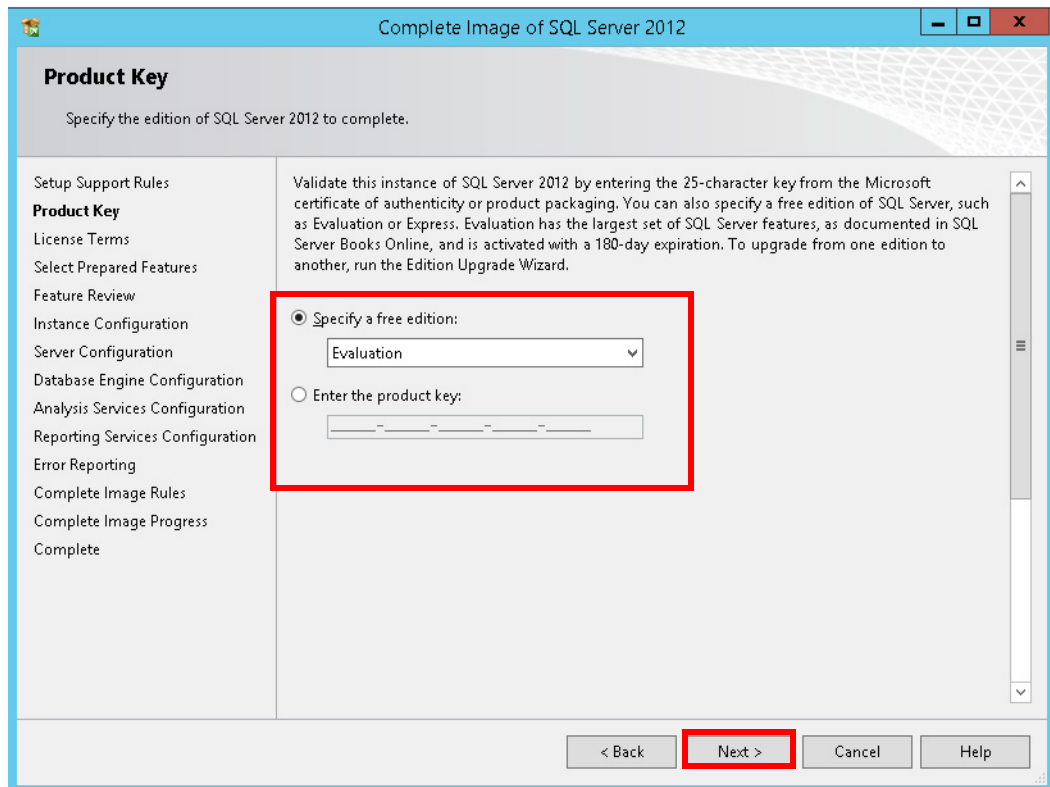 Complete Image of SQL Server 2012
Product Key
Specify the edition of SQL Server 2012 to complete.
Setup Support Rules
Product Key
License Terms
Select Prepared Features
Feature Review
Instance Configuration
Server Configuration
Database Engine Configuration
Analysis Services Configuration
Reporting Services Configuration
Error Reporting
Complete Image Rules
Complete Image Progress
Complete
Validate this instance of SQL Server 2012 by entering the 25-character key from the Microsoft
certificate of authenticity or product packaging. You can also specify a free edition of SQL Server, such
as Evaluation or Express. Evaluation has the largest set of SQL Server features, as documented in SQL
Server Books Online, and is activated with a 180-day expiration. To upgrade from one edition to
another, run the Edition Upgrade Wizard.
Specify a free edition:
Evaluation
Enter the product key:
_____-_____-_____-_____-_____
< Back
Next >
Cancel
Help